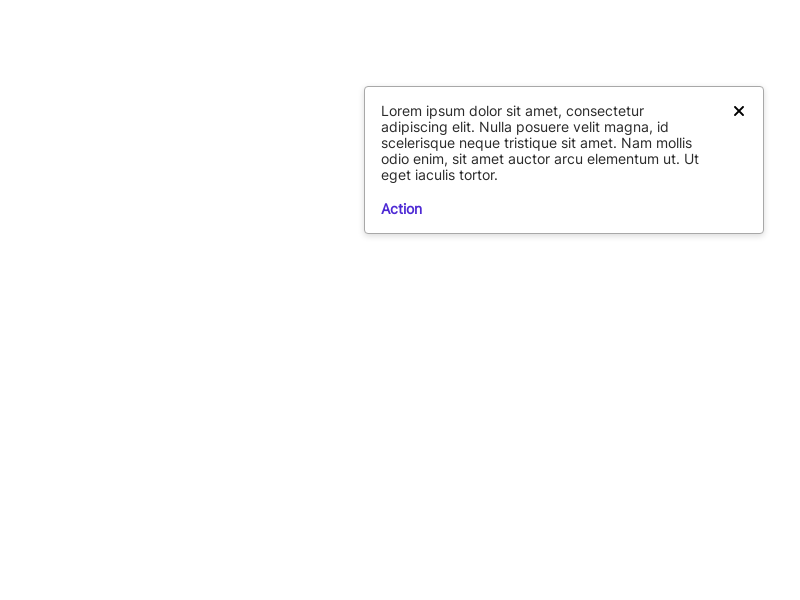 Lorem ipsum dolor sit amet, consectetur
adipiscing elit. Nulla posuere velit magna, id
scelerisque neque tristique sit amet. Nam mollis
odio enim, sit amet auctor arcu elementum ut. Ut
eget iaculis tortor.
Action